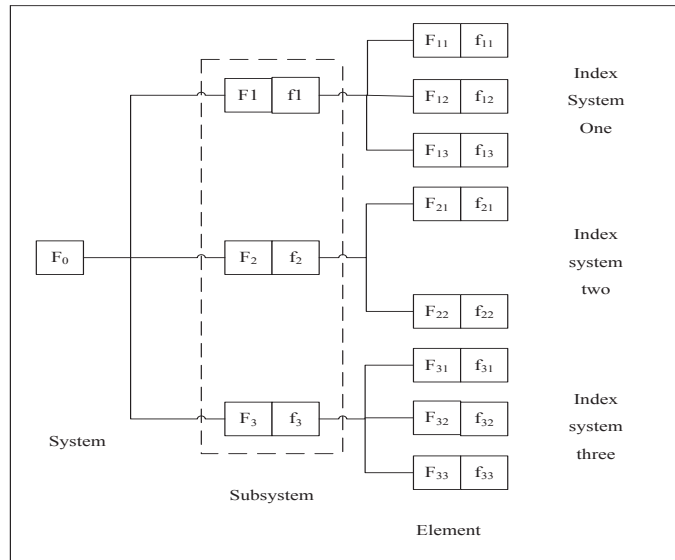 F₁₁ f₁₁
F1 f1 F₁₂ f₁₂
F₁₃ f₁₃
Index
System
One
F₂₁ f₂₁
F₀ F₂ f₂
F₂₂ f₂₂
Index
system
two
F₃₁ f₃₁
F₃ f₃ F₃₂ f₃₂
F₃₃ f₃₃
Index
system
three
System
Subsystem
Element